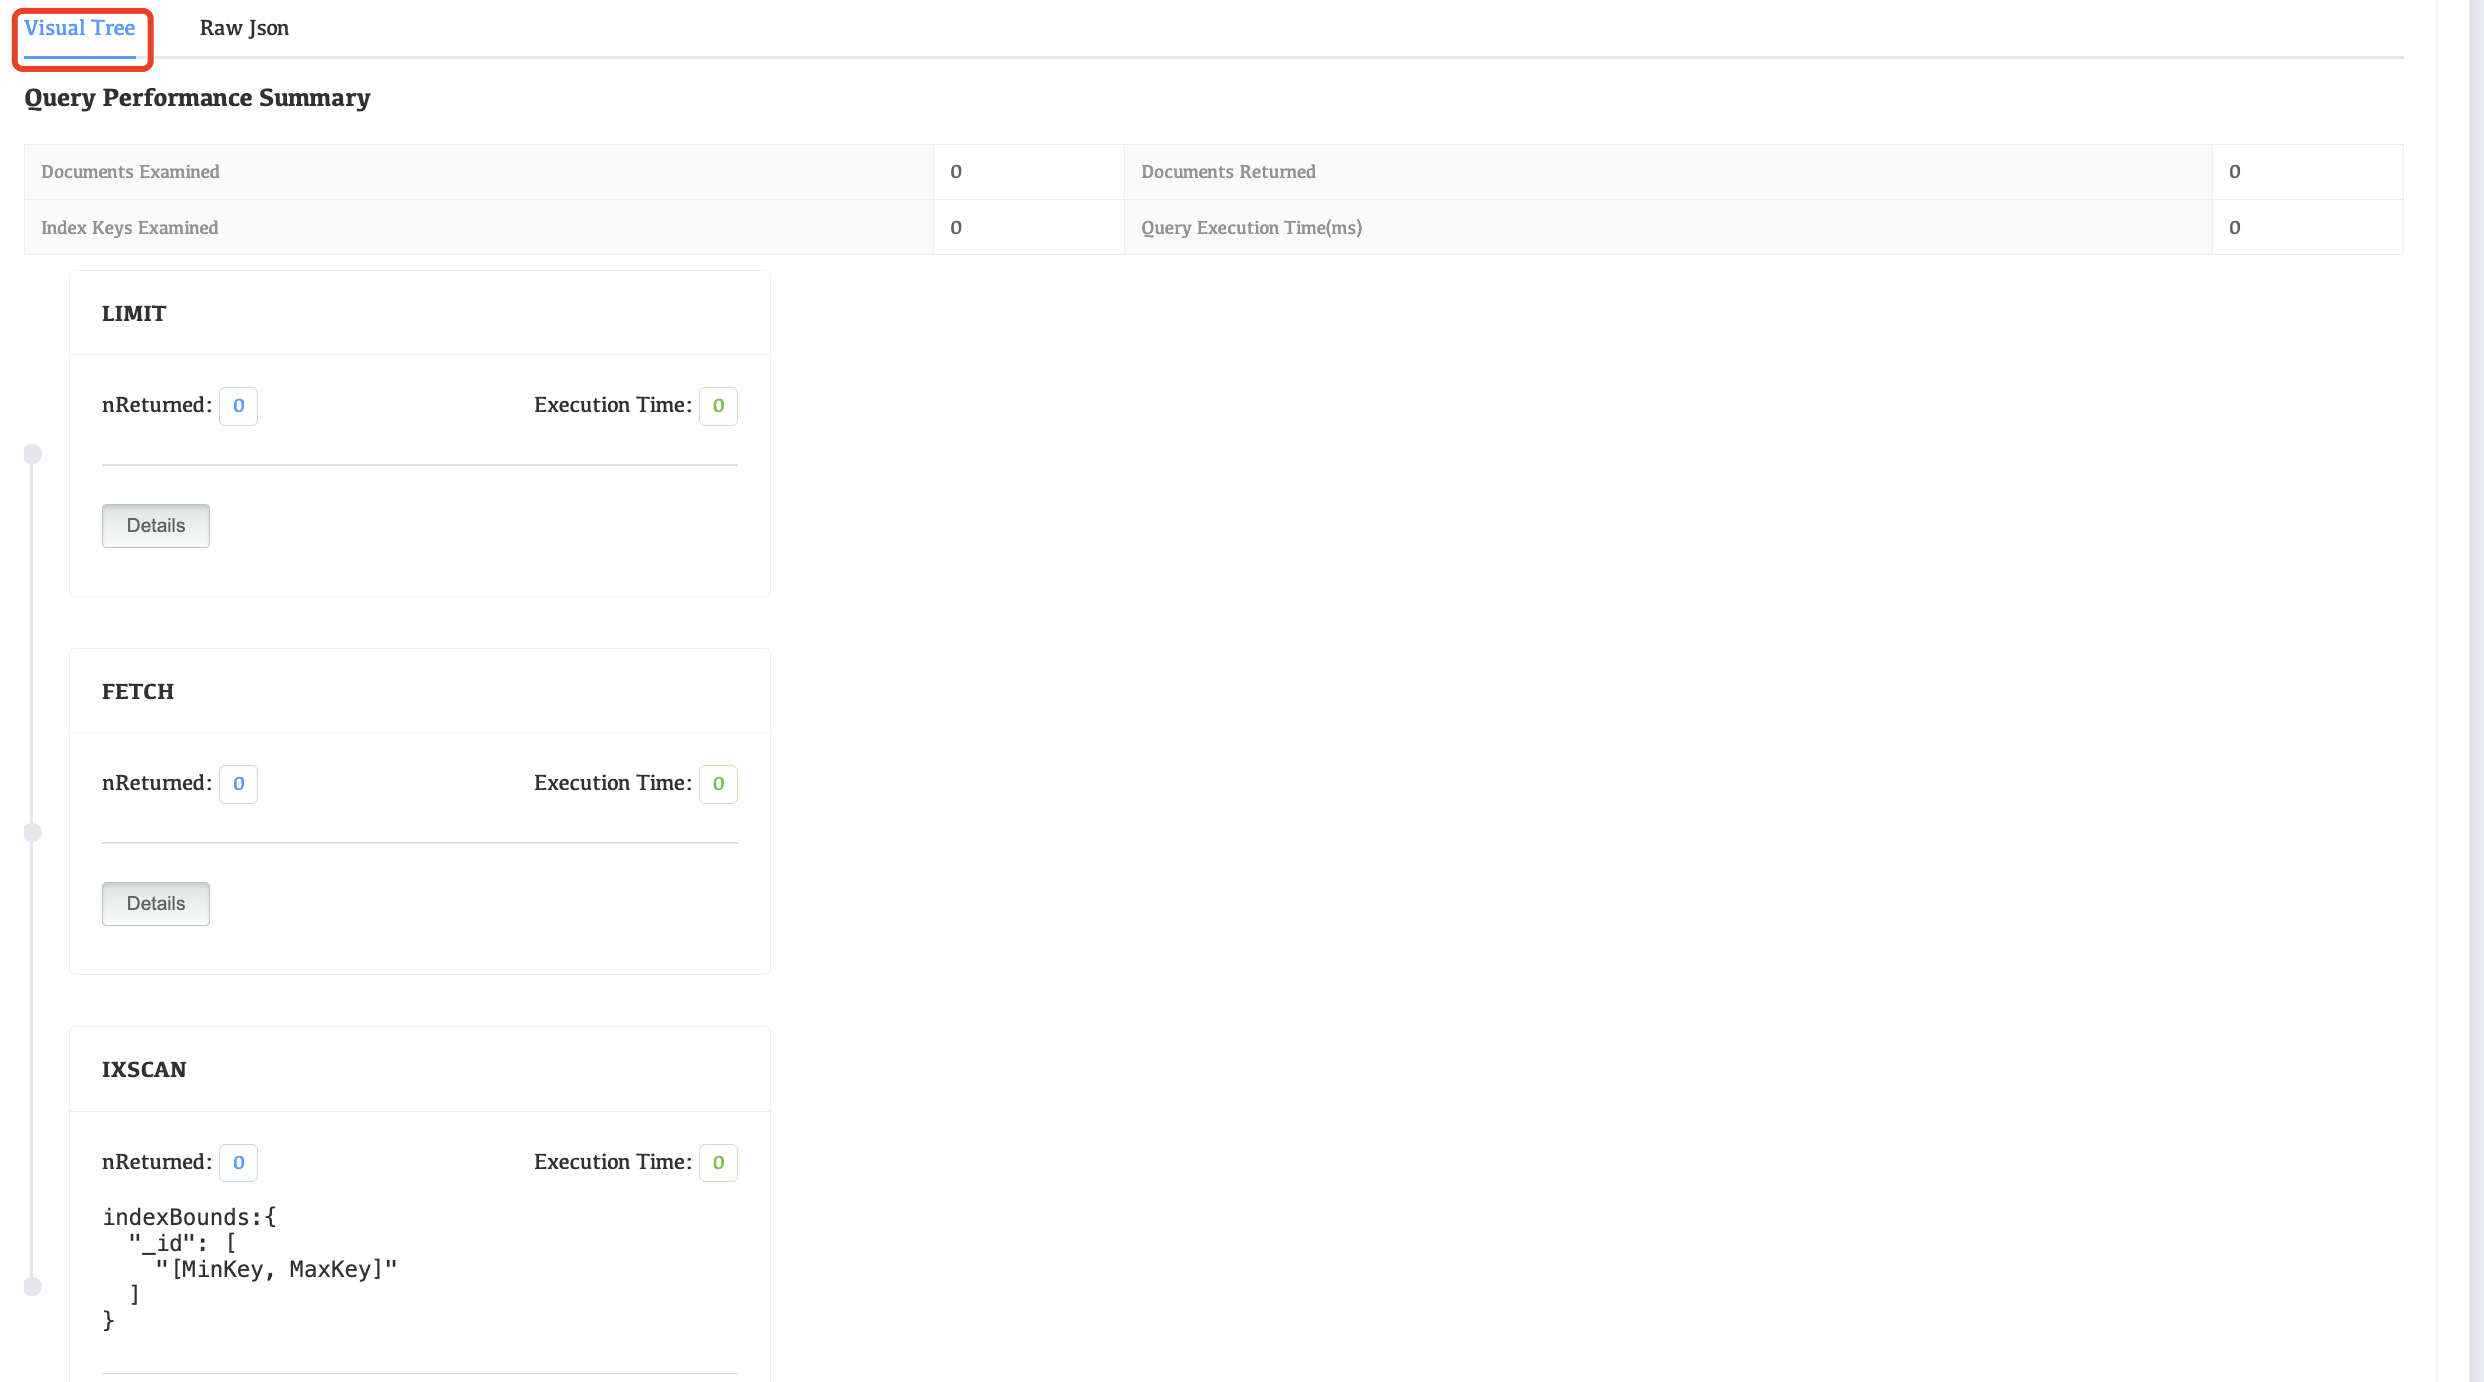 Visual Tree Raw Json
Query Performance Summary
Documents Examined 0 Documents Returned 0
Index Keys Examined 0 Query Execution Time(ms) 0
LIMIT
nReturned: 0 Execution Time: 0
Details
FETCH
nReturned: 0 Execution Time: 0
Details
IXSCAN
nReturned: 0 Execution Time: 0
indexBounds:{
  "_id": [
    "[MinKey, MaxKey]"
  ]
}